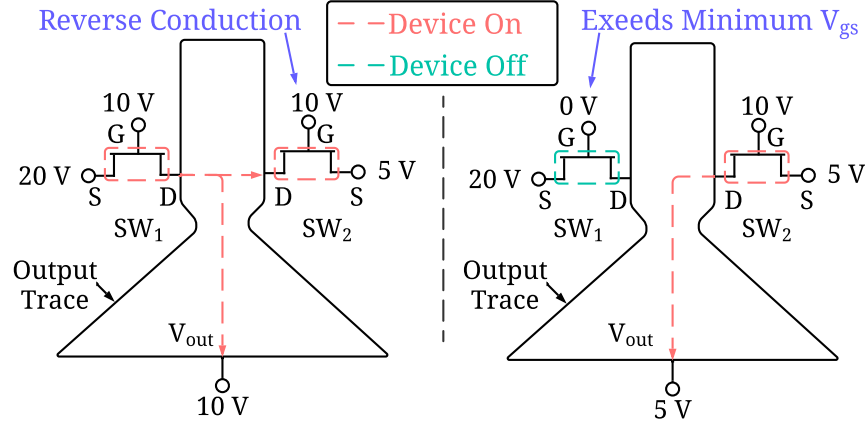 Reverse Conduction
Device On
Device Off
Exeeds Minimum Vgs
10 V
G
20 V
S
D
SW1
10 V
G
5 V
D
S
SW2
Output
Trace
Vout
10 V
0 V
G
20 V
S
D
SW1
10 V
G
5 V
D
S
SW2
Output
Trace
Vout
5 V